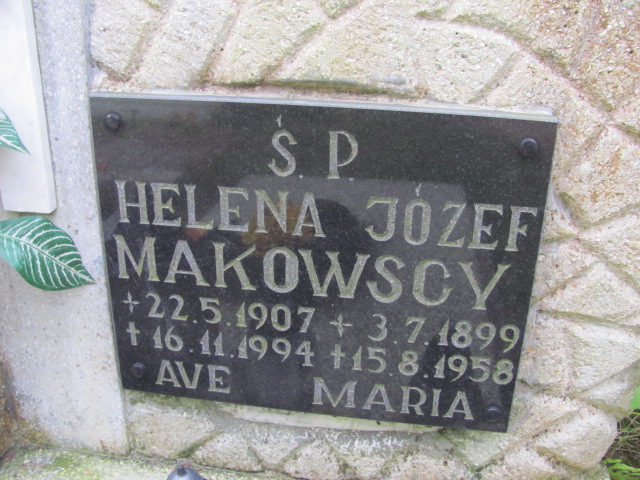 Ś. P.
HELENA JÓZEF
MAKOWSCY
+ 22.5.1907 + 3.7.1899
† 16.11.1994 † 15.8.1958
AVE MARIA